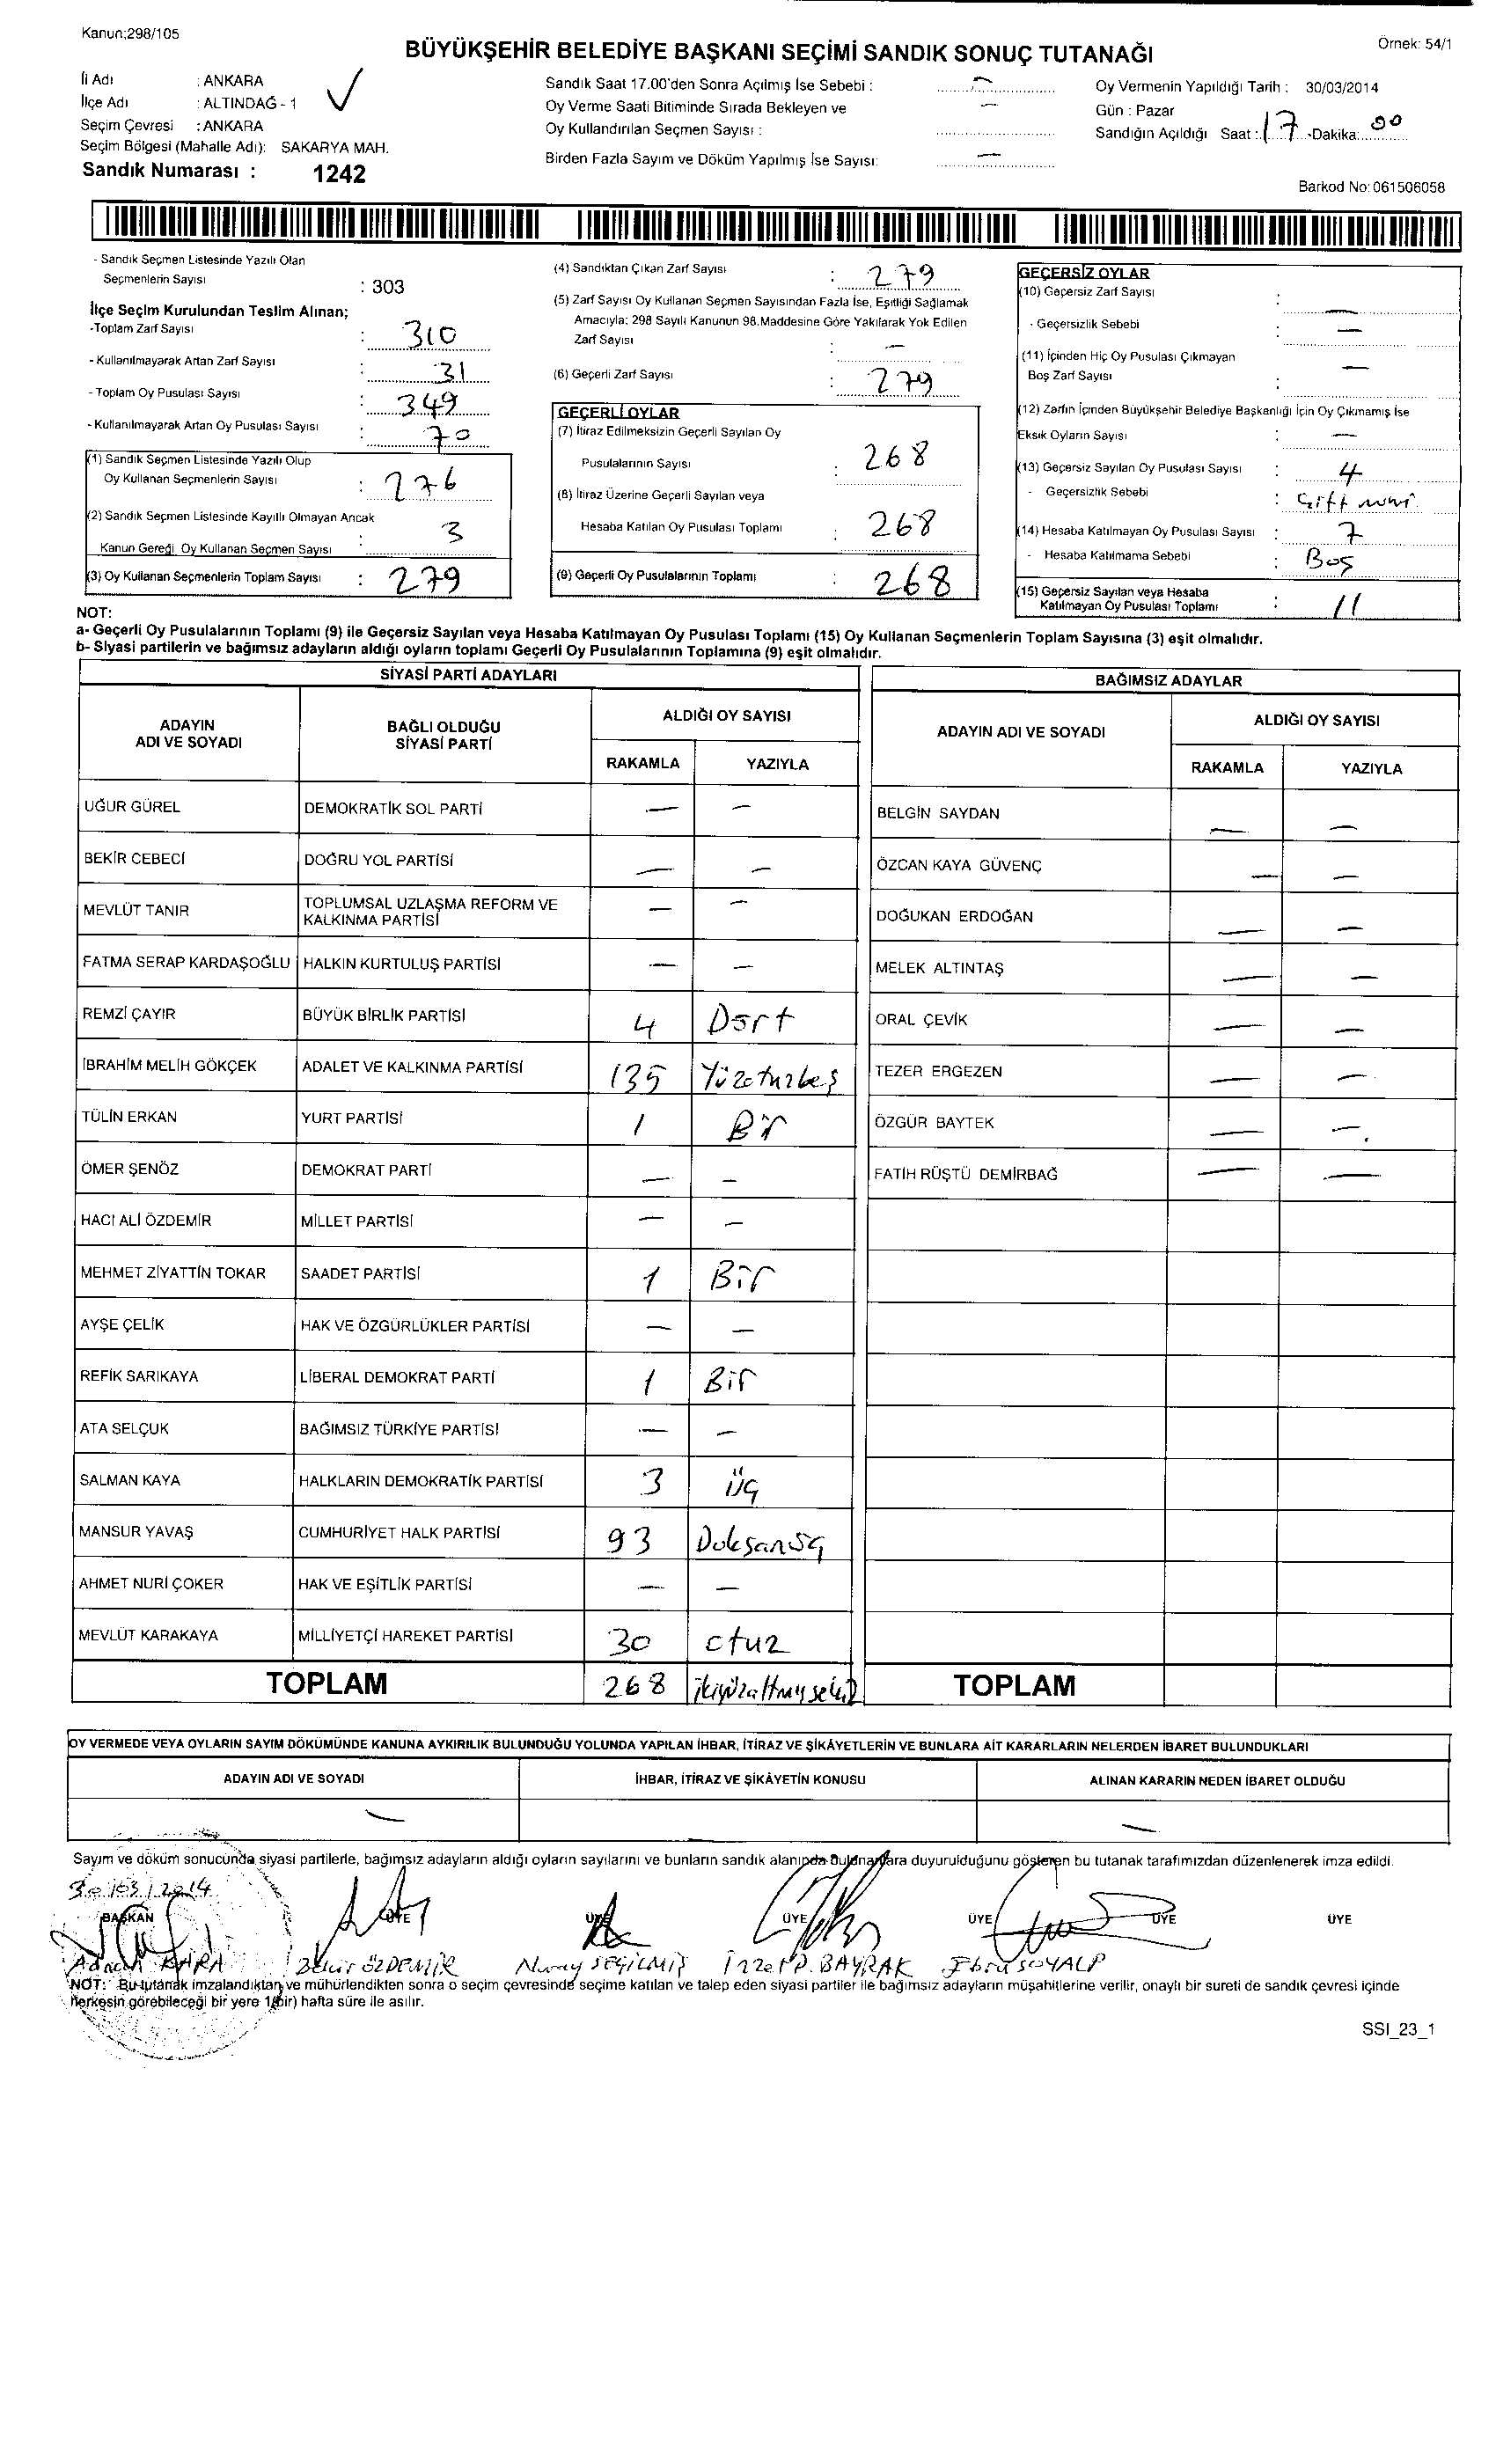 Kanun:298/105
Örnek: 54/1
BÜYÜKŞEHİR BELEDİYE BAŞKANI SEÇİMİ SANDIK SONUÇ TUTANAĞI
İl Adı : ANKARA
İlçe Adı : ALTINDAĞ - 1
Seçim Çevresi : ANKARA
Seçim Bölgesi (Mahalle Adı): SAKARYA MAH.
Sandık Numarası : 1242
Sandık Saat 17.00'den Sonra Açılmış İse Sebebi : –
Oy Verme Saati Bitiminde Sırada Bekleyen ve
Oy Kullandırılan Seçmen Sayısı : –
Birden Fazla Sayım ve Döküm Yapılmış İse Sayısı: –
Oy Vermenin Yapıldığı Tarih : 30/03/2014
Gün : Pazar
Sandığın Açıldığı Saat : 17 -Dakika: 00
Barkod No: 061506058
- Sandık Seçmen Listesinde Yazılı Olan
Seçmenlerin Sayısı : 303
İlçe Seçim Kurulundan Teslim Alınan;
-Toplam Zarf Sayısı : 310
- Kullanılmayarak Artan Zarf Sayısı : 31
- Toplam Oy Pusulası Sayısı : 349
- Kullanılmayarak Artan Oy Pusulası Sayısı : 70
(1) Sandık Seçmen Listesinde Yazılı Olup
Oy Kullanan Seçmenlerin Sayısı : 276
(2) Sandık Seçmen Listesinde Kayıllı Olmayan Ancak
Kanun Gereği Oy Kullanan Seçmen Sayısı : 3
(3) Oy Kullanan Seçmenlerin Toplam Sayısı : 279
(4) Sandıktan Çıkan Zarf Sayısı : 279
(5) Zarf Sayısı Oy Kullanan Seçmen Sayısından Fazla İse, Eşitliği Sağlamak
Amacıyla: 298 Sayılı Kanunun 98.Maddesine Göre Yakılarak Yok Edilen
Zarf Sayısı : –
(6) Geçerli Zarf Sayısı : 279
GEÇERLİ OYLAR
(7) İtiraz Edilmeksizin Geçerli Sayılan Oy
Pusulalarının Sayısı : 268
(8) İtiraz Üzerine Geçerli Sayılan veya
Hesaba Katılan Oy Pusulası Toplamı : 268
(9) Geçerli Oy Pusulalarının Toplamı : 268
GEÇERSİZ OYLAR
(10) Geçersiz Zarf Sayısı : –
- Geçersizlik Sebebi : –
(11) İçinden Hiç Oy Pusulası Çıkmayan
Boş Zarf Sayısı : –
(12) Zarfın İçinden Büyükşehir Belediye Başkanlığı İçin Oy Çıkmamış İse
Eksik Oyların Sayısı : –
(13) Geçersiz Sayılan Oy Pusulası Sayısı : 4
- Geçersizlik Sebebi : Çift
(14) Hesaba Katılmayan Oy Pusulası Sayısı : 7
- Hesaba Katılmama Sebebi : Boş
(15) Geçersiz Sayılan veya Hesaba
Katılmayan Oy Pusulası Toplamı : 11
NOT:
a- Geçerli Oy Pusulalarının Toplamı (9) ile Geçersiz Sayılan veya Hesaba Katılmayan Oy Pusulası Toplamı (15) Oy Kullanan Seçmenlerin Toplam Sayısına (3) eşit olmalıdır.
b- Siyasi partilerin ve bağımsız adayların aldığı oyların toplamı Geçerli Oy Pusulalarının Toplamına (9) eşit olmalıdır.
SİYASİ PARTİ ADAYLARI
ADAYIN ADI VE SOYADI BAĞLI OLDUĞU SİYASİ PARTİ ALDIĞI OY SAYISI
RAKAMLA YAZIYLA
UĞUR GÜREL DEMOKRATİK SOL PARTİ – –
BEKİR CEBECİ DOĞRU YOL PARTİSİ – –
MEVLÜT TANIR TOPLUMSAL UZLAŞMA REFORM VE KALKINMA PARTİSİ – –
FATMA SERAP KARDAŞOĞLU HALKIN KURTULUŞ PARTİSİ – –
REMZİ ÇAYIR BÜYÜK BİRLİK PARTİSİ 4 Dört
İBRAHİM MELİH GÖKÇEK ADALET VE KALKINMA PARTİSİ 135 Yüzotuzbeş
TÜLİN ERKAN YURT PARTİSİ 1 Bir
ÖMER ŞENÖZ DEMOKRAT PARTİ – –
HACI ALİ ÖZDEMİR MİLLET PARTİSİ – –
MEHMET ZİYATTİN TOKAR SAADET PARTİSİ 1 Bir
AYŞE ÇELİK HAK VE ÖZGÜRLÜKLER PARTİSİ – –
REFİK SARIKAYA LİBERAL DEMOKRAT PARTİ 1 Bir
ATA SELÇUK BAĞIMSIZ TÜRKİYE PARTİSİ – –
SALMAN KAYA HALKLARIN DEMOKRATİK PARTİSİ 3 üç
MANSUR YAVAŞ CUMHURİYET HALK PARTİSİ 93 Doksanüç
AHMET NURİ ÇOKER HAK VE EŞİTLİK PARTİSİ – –
MEVLÜT KARAKAYA MİLLİYETÇİ HAREKET PARTİSİ 30 otuz
TOPLAM 268 ikiyüzaltmışsekiz
BAĞIMSIZ ADAYLAR
ADAYIN ADI VE SOYADI ALDIĞI OY SAYISI
RAKAMLA YAZIYLA
BELGİN SAYDAN – –
ÖZCAN KAYA GÜVENÇ – –
DOĞUKAN ERDOĞAN – –
MELEK ALTINTAŞ – –
ORAL ÇEVİK – –
TEZER ERGEZEN – –
ÖZGÜR BAYTEK – –
FATİH RÜŞTÜ DEMİRBAĞ – –
TOPLAM
OY VERMEDE VEYA OYLARIN SAYIM DÖKÜMÜNDE KANUNA AYKIRILIK BULUNDUĞU YOLUNDA YAPILAN İHBAR, İTİRAZ VE ŞİKÂYETLERİN VE BUNLARA AİT KARARLARIN NELERDEN İBARET BULUNDUKLARI
ADAYIN ADI VE SOYADI İHBAR, İTİRAZ VE ŞİKÂYETİN KONUSU ALINAN KARARIN NEDEN İBARET OLDUĞU
– –
Sayım ve döküm sonucunda siyasi partilerle, bağımsız adayların aldığı oyların sayılarını ve bunların sandık alanında bulunanlara duyurulduğunu gösteren bu tutanak tarafımızdan düzenlenerek imza edildi.
30/03/2014
BAŞKAN ÜYE ÜYE ÜYE ÜYE ÜYE ÜYE
KARA ÖZDEMİR Nuray SEÇİLMİŞ İzzet P. BAYRAK Ebru SOYALP
NOT: Bu tutanak imzalandıktan ve mühürlendikten sonra o seçim çevresinde seçime katılan ve talep eden siyasi partiler ile bağımsız adayların müşahitlerine verilir, onaylı bir sureti de sandık çevresi içinde
herkesin görebileceği bir yere 1(bir) hafta süre ile asılır.
SSI_23_1